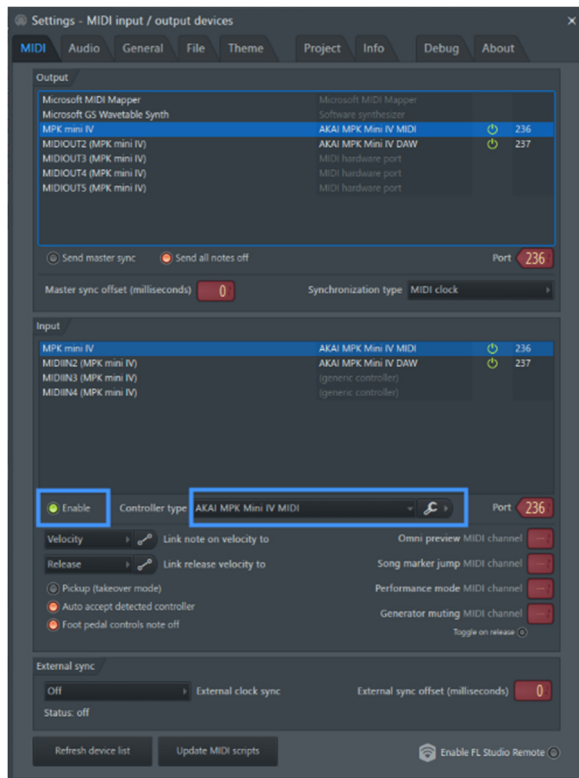 Settings - MIDI input / output devices
MIDI Audio General File Theme Project Info Debug About
Output
Microsoft MIDI Mapper Microsoft MIDI Mapper
Microsoft GS Wavetable Synth Software synthesizer
MPK mini IV AKAI MPK Mini IV MIDI 236
MIDIOUT2 (MPK mini IV) AKAI MPK Mini IV DAW 237
MIDIOUT3 (MPK mini IV) MIDI hardware port
MIDIOUT4 (MPK mini IV) MIDI hardware port
MIDIOUT5 (MPK mini IV) MIDI hardware port
Send master sync Send all notes off Port 236
Master sync offset (milliseconds) 0 Synchronization type MIDI clock
Input
MPK mini IV AKAI MPK Mini IV MIDI 236
MIDIIN2 (MPK mini IV) AKAI MPK Mini IV DAW 237
MIDIIN3 (MPK mini IV) (generic controller)
MIDIIN4 (MPK mini IV) (generic controller)
Enable Controller type AKAI MPK Mini IV MIDI Port 236
Velocity Link note on velocity to Omni preview MIDI channel
Release Link release velocity to Song marker jump MIDI channel
Pickup (takeover mode) Performance mode MIDI channel
Auto accept detected controller Generator muting MIDI channel
Foot pedal controls note off Toggle on release
External sync
Off External clock sync External sync offset (milliseconds) 0
Status: off
Refresh device list Update MIDI scripts Enable FL Studio Remote